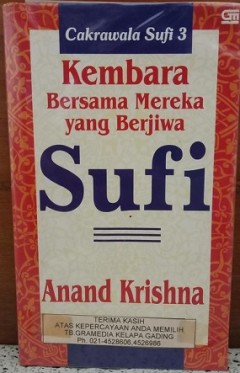 Cakrawala Sufi 3
GM
Kembara
Bersama Mereka
yang Berjiwa
Sufi
Anand Krishna
TERIMA KASIH
ATAS KEPERCAYAAN ANDA MEMILIH
TB.GRAMEDIA KELAPA GADING
Ph. 021-4528606,4526986